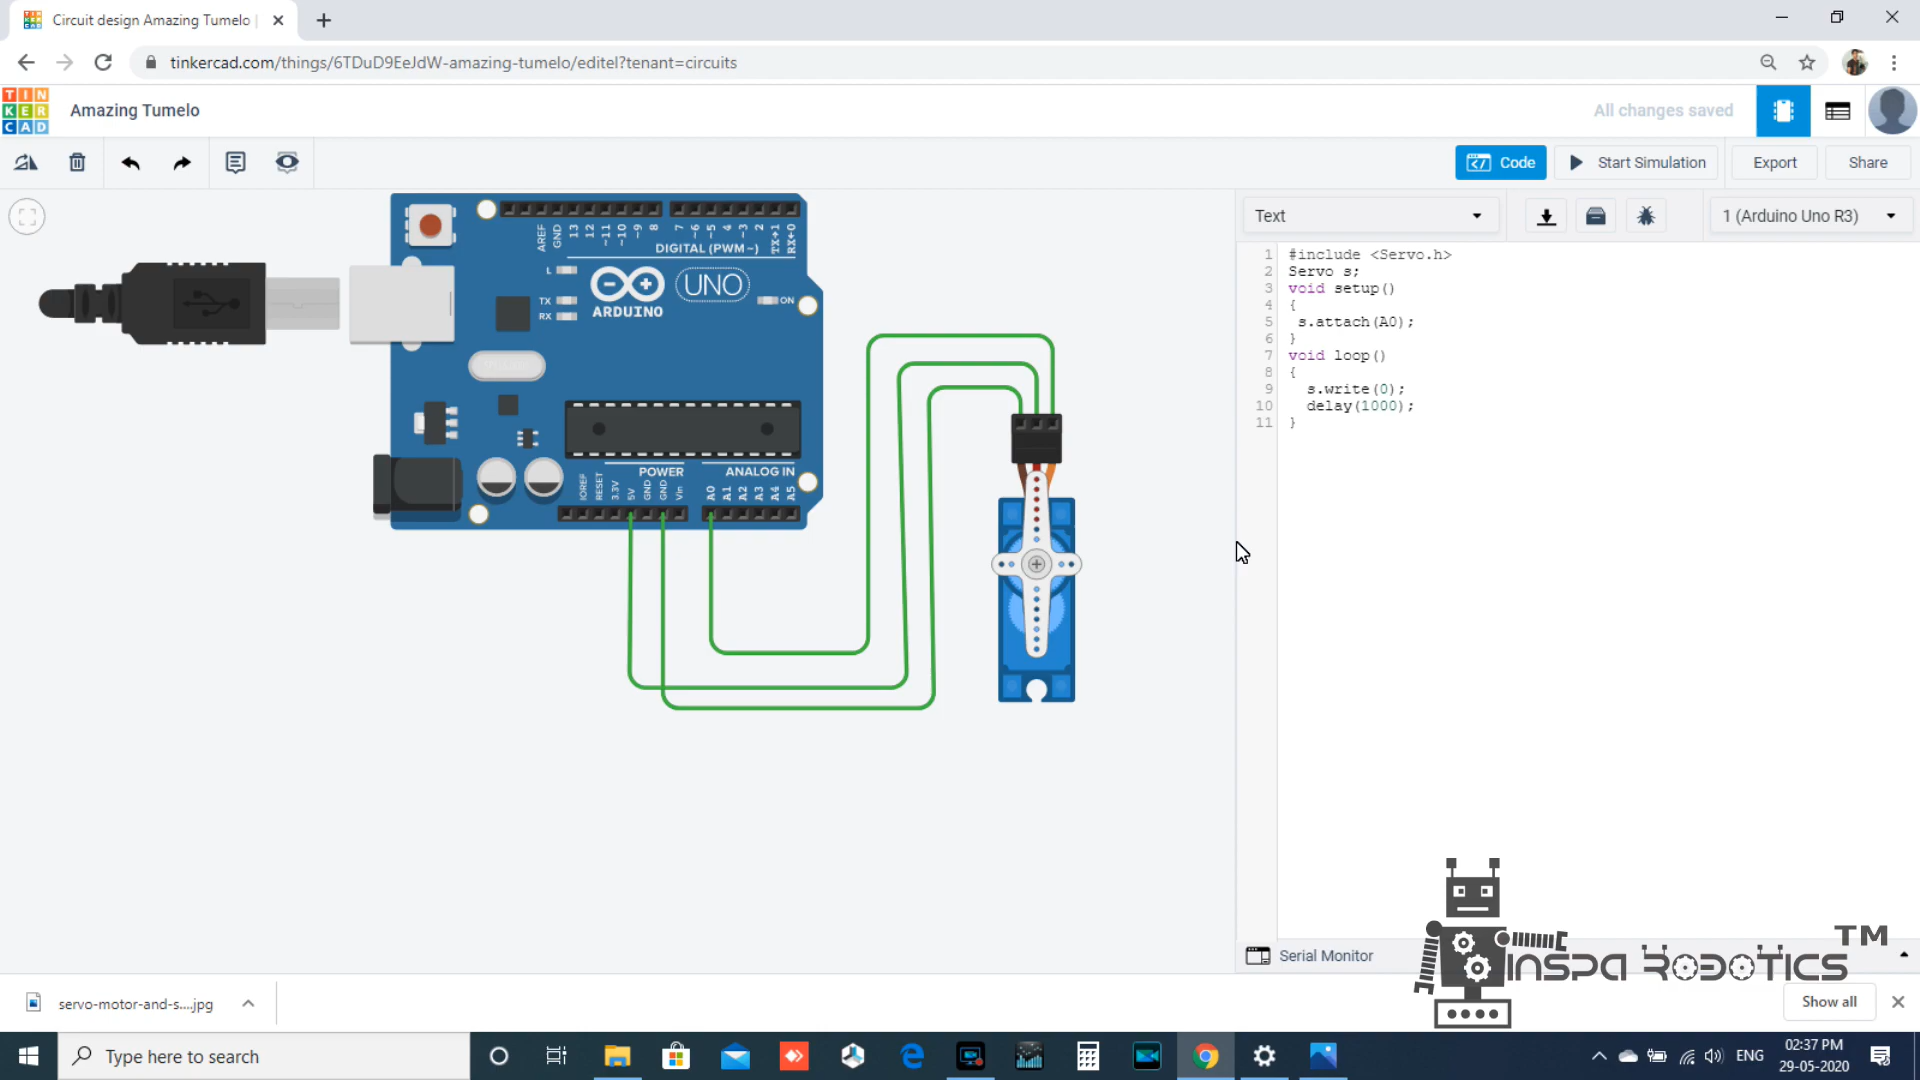 Circuit design Amazing Tumelo
tinkercad.com/things/6TDuD9EeJdW-amazing-tumelo/editel?tenant=circuits
TIN
KER
CAD
Amazing Tumelo
All changes saved
Code
Start Simulation
Export
Share
Text
1 (Arduino Uno R3)
AREF
GND
13
12
~11
~10
~9
8
7
~6
~5
4
~3
2
TX→1
RX←0
DIGITAL (PWM~)
L
TX
RX
ARDUINO
UNO
ON
POWER
ANALOG IN
IOREF
RESET
3.3V
5V
GND
GND
Vin
A0
A1
A2
A3
A4
A5
1 #include <Servo.h>
2 Servo s;
3 void setup()
4 {
5 s.attach(A0);
6 }
7 void loop()
8 {
9 s.write(0);
10 delay(1000);
11 }
Serial Monitor
INSPA ROBOTICS TM
servo-motor-and-s....jpg
Show all
Type here to search
ENG
02:37 PM
29-05-2020